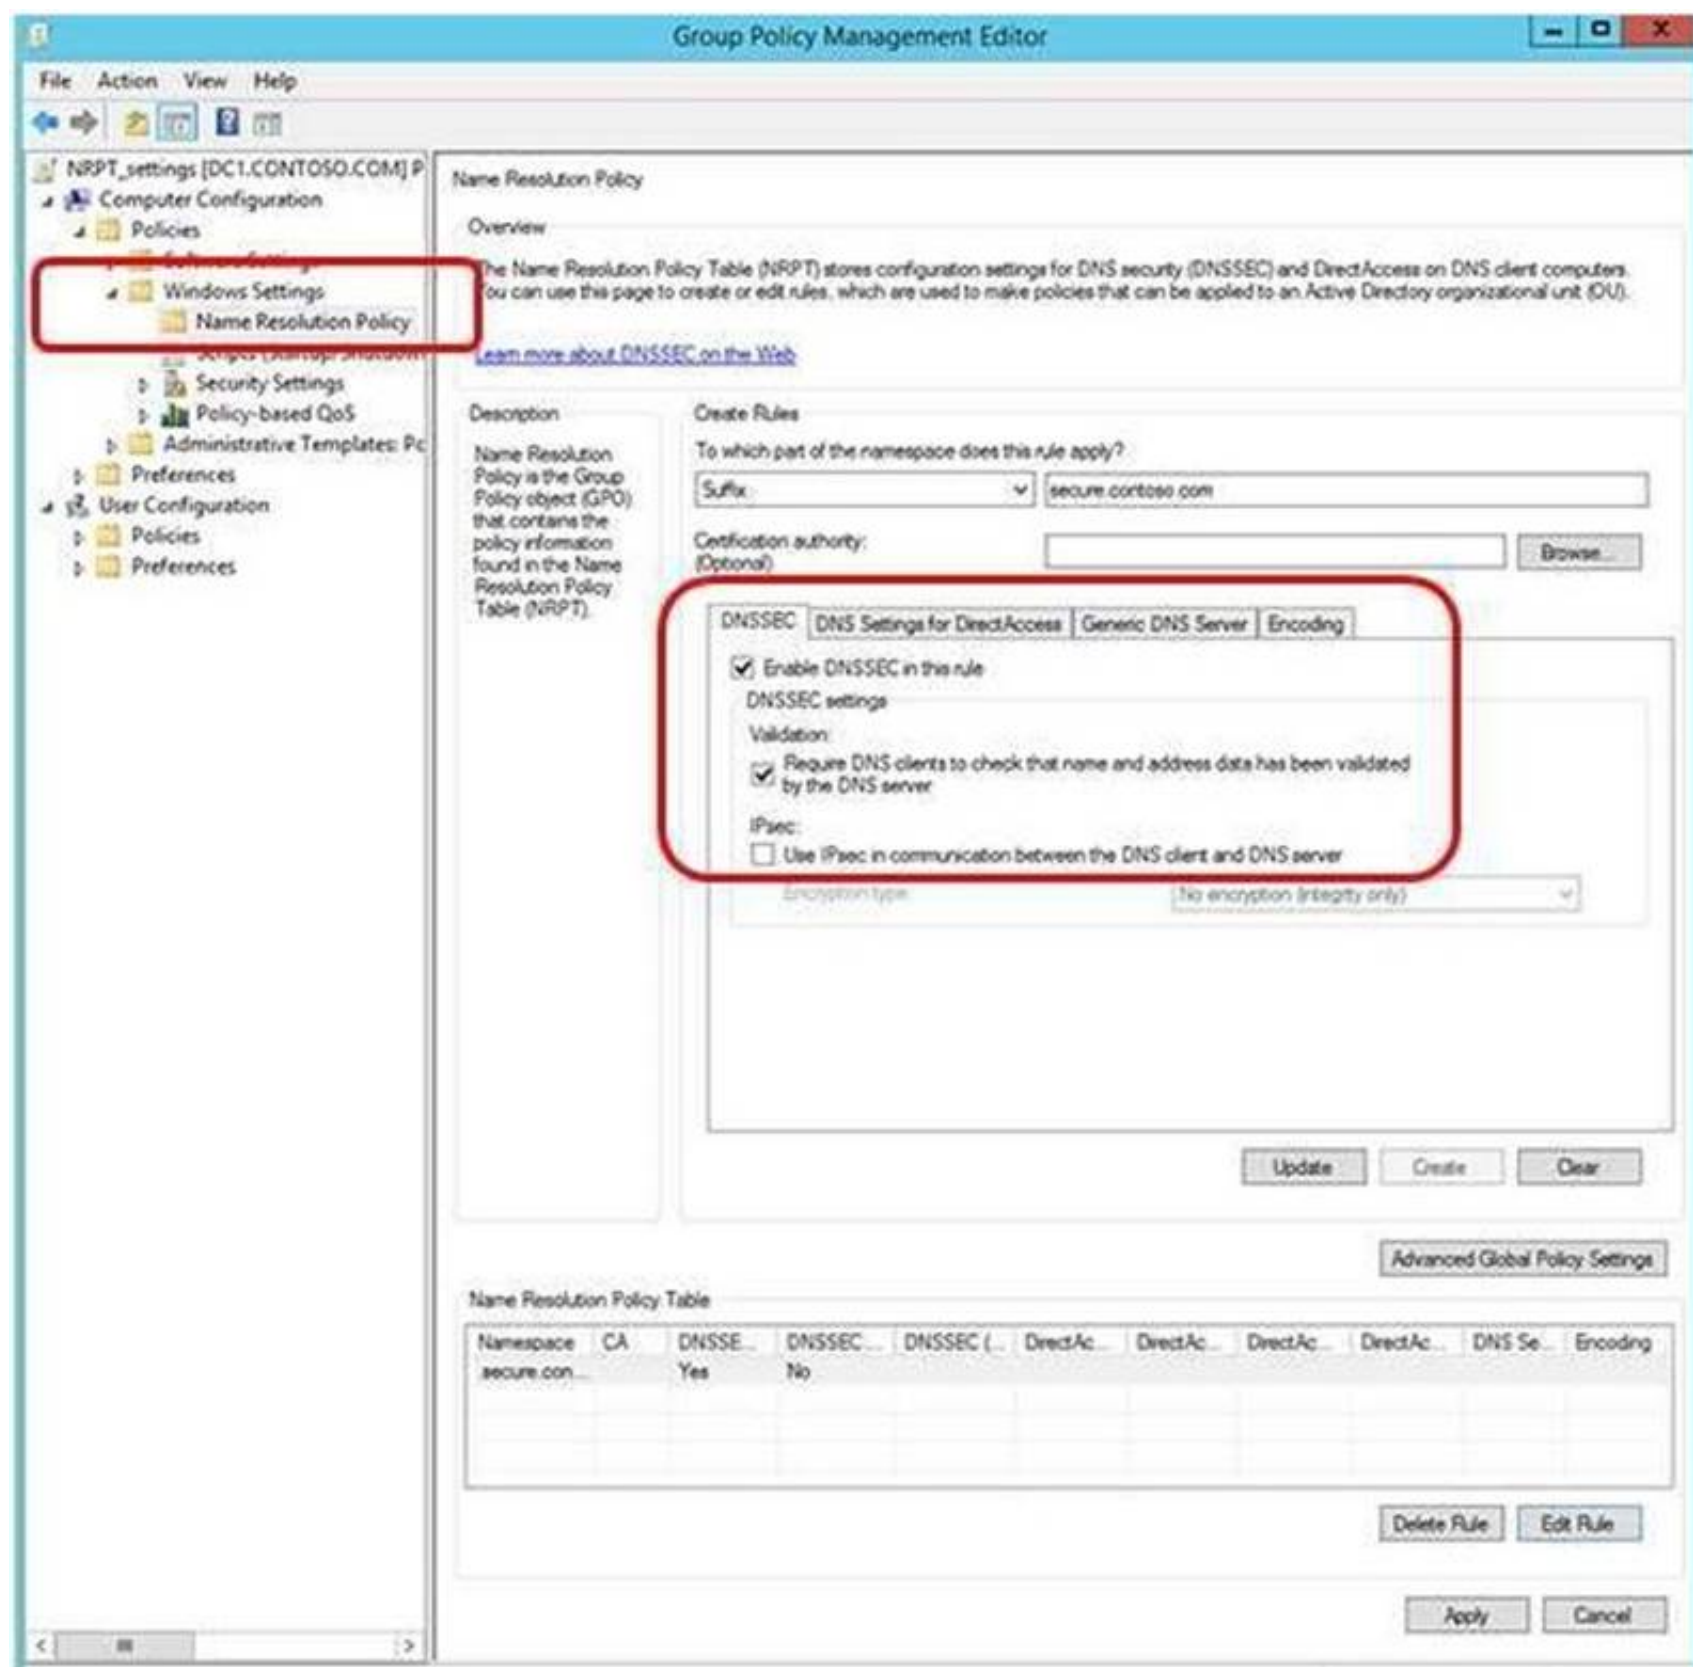 Group Policy Management Editor
File Action View Help
NRPT_settings [DC1.CONTOSO.COM] P
Computer Configuration
Policies
Software Settings
Windows Settings
Name Resolution Policy
Scripts (Startup/Shutdown
Security Settings
Policy-based QoS
Administrative Templates: Pc
Preferences
User Configuration
Policies
Preferences
Name Resolution Policy
Overview
The Name Resolution Policy Table (NRPT) stores configuration settings for DNS security (DNSSEC) and DirectAccess on DNS client computers.
You can use this page to create or edit rules, which are used to make policies that can be applied to an Active Directory organizational unit (OU).
Learn more about DNSSEC on the Web
Description
Name Resolution
Policy is the Group
Policy object (GPO)
that contains the
policy information
found in the Name
Resolution Policy
Table (NRPT).
Create Rules
To which part of the namespace does this rule apply?
Suffix secure.contoso.com
Certification authority:
(Optional)
Browse...
DNSSEC DNS Settings for DirectAccess Generic DNS Server Encoding
Enable DNSSEC in this rule
DNSSEC settings
Validation:
Require DNS clients to check that name and address data has been validated
by the DNS server
IPsec:
Use IPsec in communication between the DNS client and DNS server
Encryption type: No encryption (integrity only)
Update Create Clear
Advanced Global Policy Settings
Name Resolution Policy Table
Namespace CA DNSSE... DNSSEC... DNSSEC (... DirectAc... DirectAc... DirectAc... DirectAc... DNS Se... Encoding
.secure.con... Yes No
Delete Rule Edit Rule
Apply Cancel